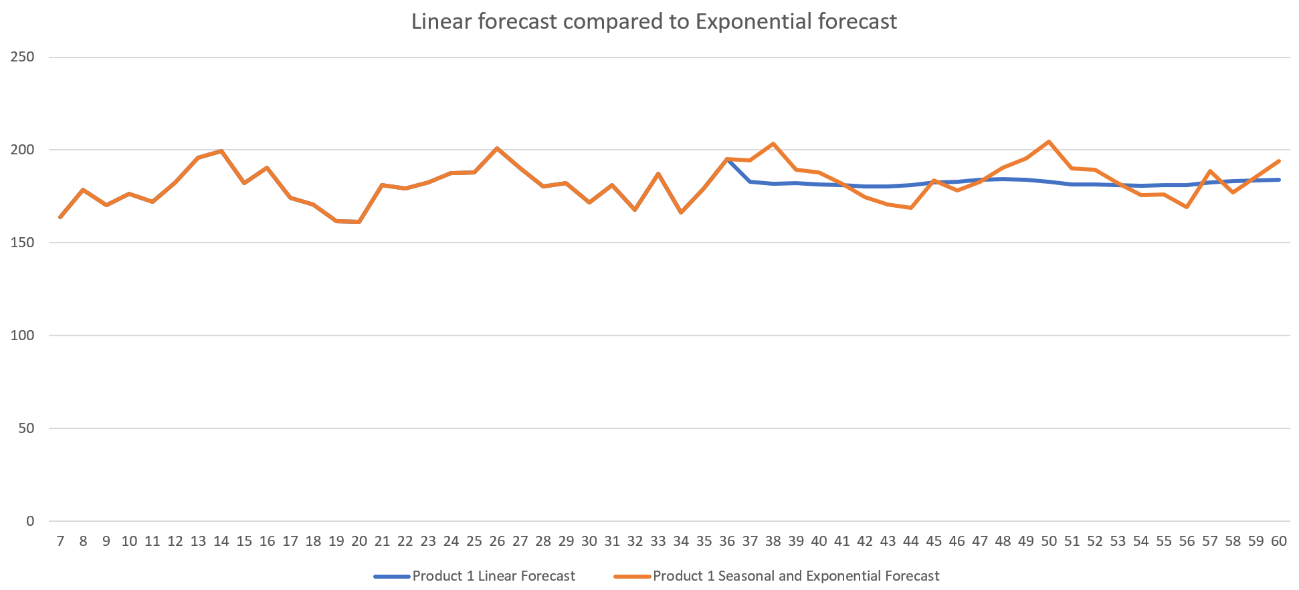 Linear forecast compared to Exponential forecast
250
200
150
100
50
0
7 8 9 10 11 12 13 14 15 16 17 18 19 20 21 22 23 24 25 26 27 28 29 30 31 32 33 34 35 36 37 38 39 40 41 42 43 44 45 46 47 48 49 50 51 52 53 54 55 56 57 58 59 60
Product 1 Linear Forecast Product 1 Seasonal and Exponential Forecast